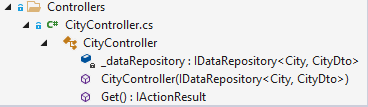 Controllers
C# CityController.cs
CityController
_dataRepository : IDataRepository<City, CityDto>
CityController(IDataRepository<City, CityDto>)
Get() : IActionResult